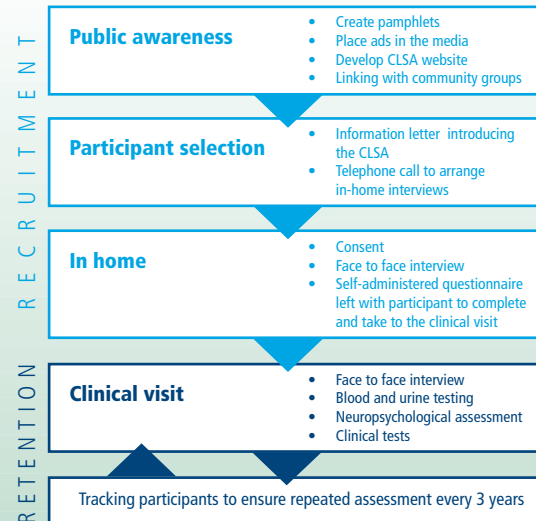 RECRUITMENT
Public awareness
• Create pamphlets
• Place ads in the media
• Develop CLSA website
• Linking with community groups
Participant selection
• Information letter introducing
the CLSA
• Telephone call to arrange
in-home interviews
In home
• Consent
• Face to face interview
• Self-administered questionnaire
left with participant to complete
and take to the clinical visit
RETENTION
Clinical visit
• Face to face interview
• Blood and urine testing
• Neuropsychological assessment
• Clinical tests
Tracking participants to ensure repeated assessment every 3 years